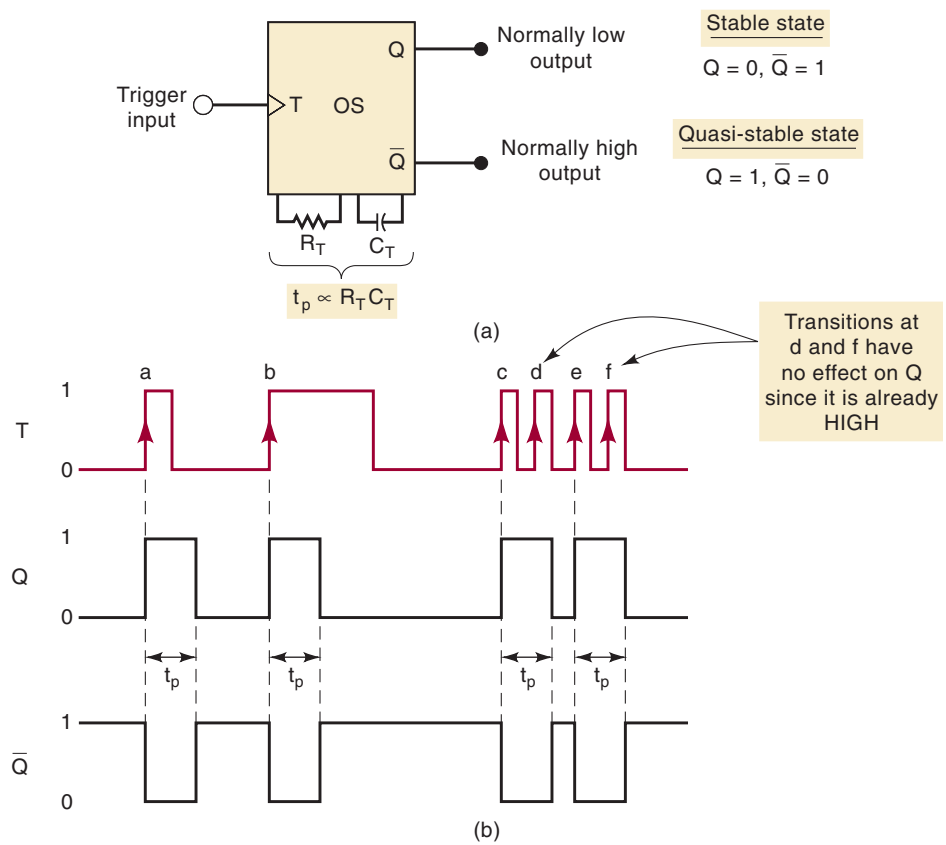 Trigger
input
T
OS
Q
Q̅
Normally low
output
Normally high
output
Stable state
Q = 0, Q̅ = 1
Quasi-stable state
Q = 1, Q̅ = 0
R_T
C_T
t_p ∝ R_T C_T
(a)
Transitions at
d and f have
no effect on Q
since it is already
HIGH
a b c d e f
1
T
0
1
Q
0
t_p t_p t_p t_p
1
Q̅
0
(b)